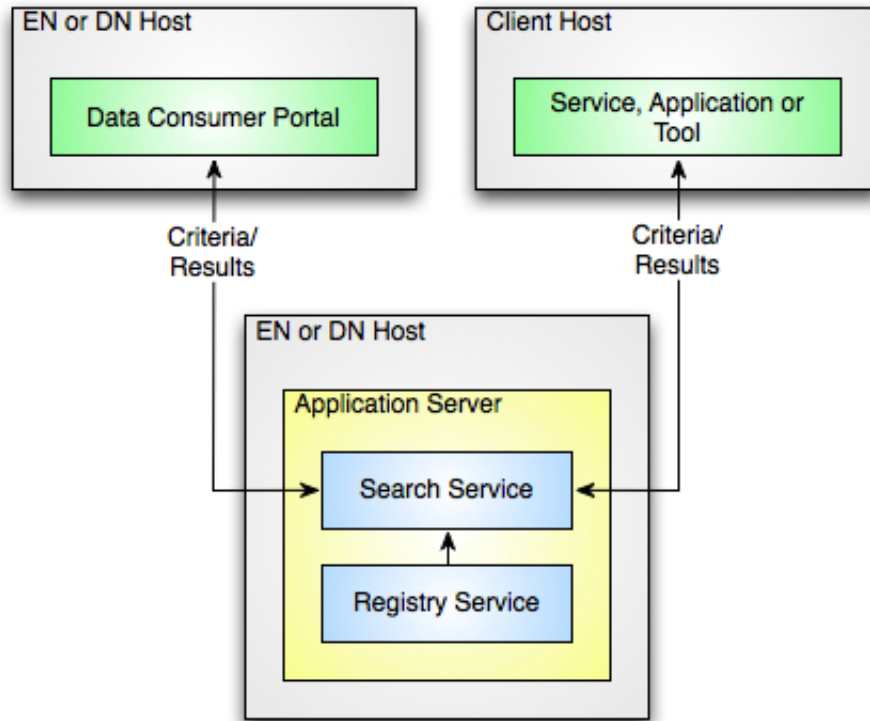 EN or DN Host
Data Consumer Portal
Client Host
Service, Application or
Tool
Criteria/
Results
Criteria/
Results
EN or DN Host
Application Server
Search Service
Registry Service